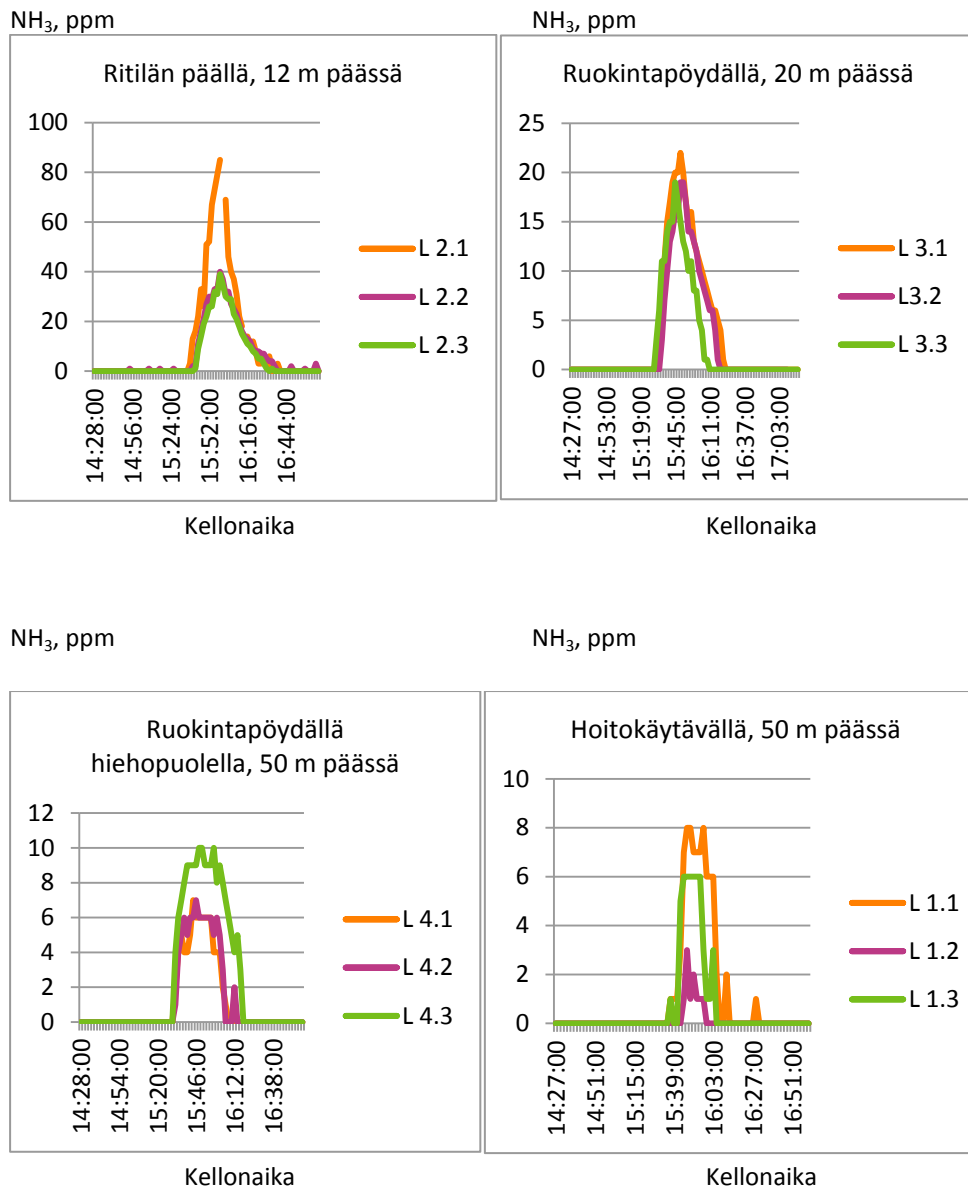 NH₃, ppm
Ritilän päällä, 12 m päässä
100
80
60
40
20
0
14:28:00
14:56:00
15:24:00
15:52:00
16:16:00
16:44:00
L 2.1
L 2.2
L 2.3
Kellonaika
NH₃, ppm
Ruokintapöydällä, 20 m päässä
25
20
15
10
5
0
14:27:00
14:53:00
15:19:00
15:45:00
16:11:00
16:37:00
17:03:00
L 3.1
L3.2
L 3.3
Kellonaika
NH₃, ppm
Ruokintapöydällä
hiehopuolella, 50 m päässä
12
10
8
6
4
2
0
14:28:00
14:54:00
15:20:00
15:46:00
16:12:00
16:38:00
L 4.1
L 4.2
L 4.3
Kellonaika
NH₃, ppm
Hoitokäytävällä, 50 m päässä
10
8
6
4
2
0
14:27:00
14:51:00
15:15:00
15:39:00
16:03:00
16:27:00
16:51:00
L 1.1
L 1.2
L 1.3
Kellonaika